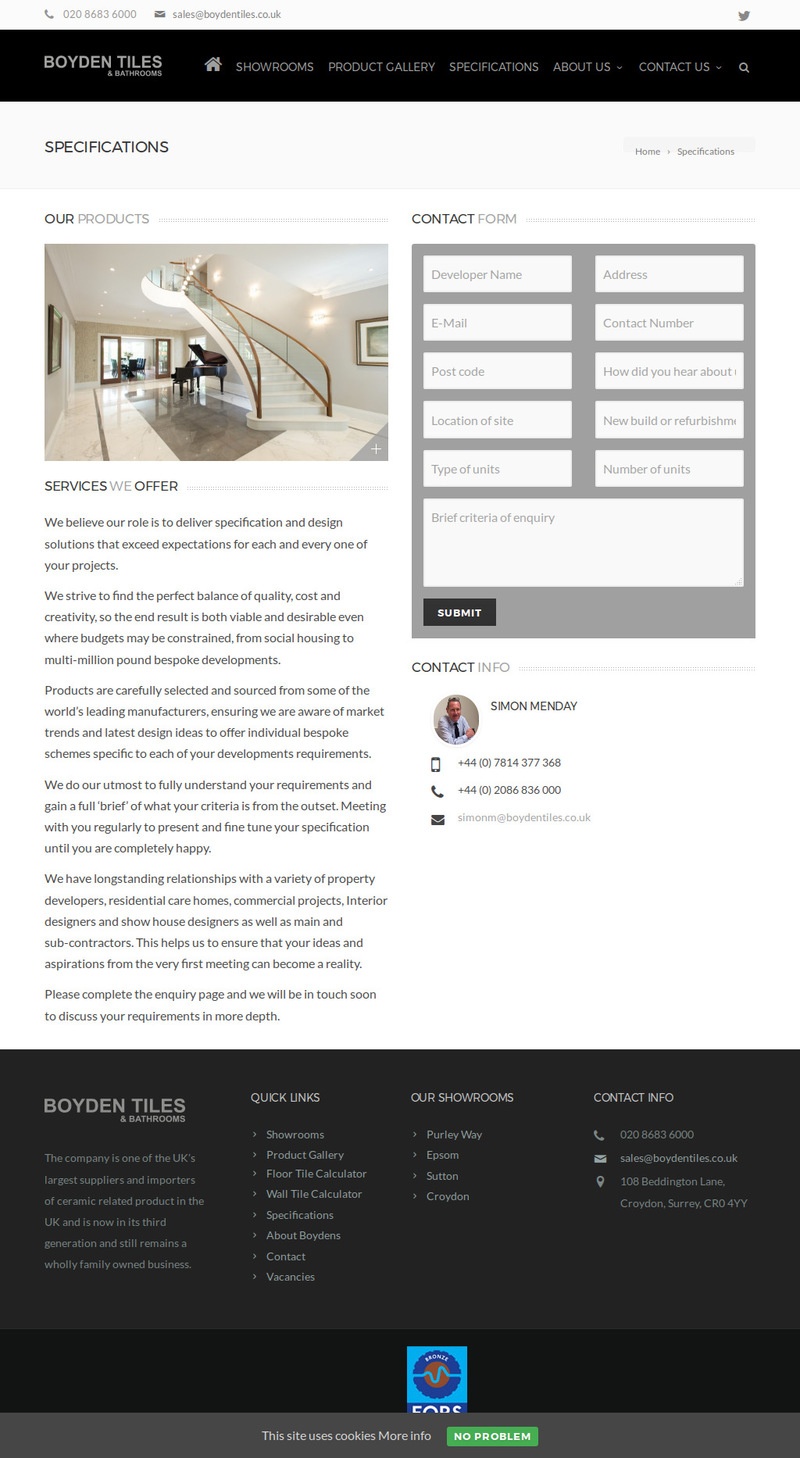 020 8683 6000 sales@boydentiles.co.uk
BOYDEN TILES
& BATHROOMS
SHOWROOMS PRODUCT GALLERY SPECIFICATIONS ABOUT US CONTACT US
SPECIFICATIONS
Home › Specifications
OUR PRODUCTS
SERVICES WE OFFER
We believe our role is to deliver specification and design
solutions that exceed expectations for each and every one of
your projects.
We strive to find the perfect balance of quality, cost and
creativity, so the end result is both viable and desirable even
where budgets may be constrained, from social housing to
multi-million pound bespoke developments.
Products are carefully selected and sourced from some of the
world's leading manufacturers, ensuring we are aware of market
trends and latest design ideas to offer individual bespoke
schemes specific to each of your developments requirements.
We do our utmost to fully understand your requirements and
gain a full 'brief' of what your criteria is from the outset. Meeting
with you regularly to present and fine tune your specification
until you are completely happy.
We have longstanding relationships with a variety of property
developers, residential care homes, commercial projects, Interior
designers and show house designers as well as main and
sub-contractors. This helps us to ensure that your ideas and
aspirations from the very first meeting can become a reality.
Please complete the enquiry page and we will be in touch soon
to discuss your requirements in more depth.
CONTACT FORM
Developer Name Address
E-Mail Contact Number
Post code How did you hear about
Location of site New build or refurbishme
Type of units Number of units
Brief criteria of enquiry
SUBMIT
CONTACT INFO
SIMON MENDAY
+44 (0) 7814 377 368
+44 (0) 2086 836 000
simonm@boydentiles.co.uk
BOYDEN TILES
& BATHROOMS
The company is one of the UK's
largest suppliers and importers
of ceramic related product in the
UK and is now in its third
generation and still remains a
wholly family owned business.
QUICK LINKS
Showrooms
Product Gallery
Floor Tile Calculator
Wall Tile Calculator
Specifications
About Boydens
Contact
Vacancies
OUR SHOWROOMS
Purley Way
Epsom
Sutton
Croydon
CONTACT INFO
020 8683 6000
sales@boydentiles.co.uk
108 Beddington Lane,
Croydon, Surrey, CR0 4YY
BRONZE
FORS
This site uses cookies More info NO PROBLEM